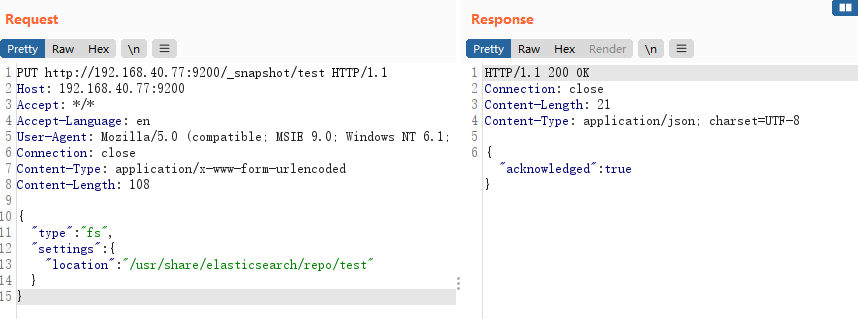 Request
Pretty Raw Hex \n ≡
1 PUT http://192.168.40.77:9200/_snapshot/test HTTP/1.1
2 Host: 192.168.40.77:9200
3 Accept: */*
4 Accept-Language: en
5 User-Agent: Mozilla/5.0 (compatible; MSIE 9.0; Windows NT 6.1;
6 Connection: close
7 Content-Type: application/x-www-form-urlencoded
8 Content-Length: 108
9
10 {
11 "type":"fs",
12 "settings":{
13 "location":"/usr/share/elasticsearch/repo/test"
14 }
15 }
Response
Pretty Raw Hex Render \n ≡
1 HTTP/1.1 200 OK
2 Connection: close
3 Content-Length: 21
4 Content-Type: application/json; charset=UTF-8
5
6 {
"acknowledged":true
}